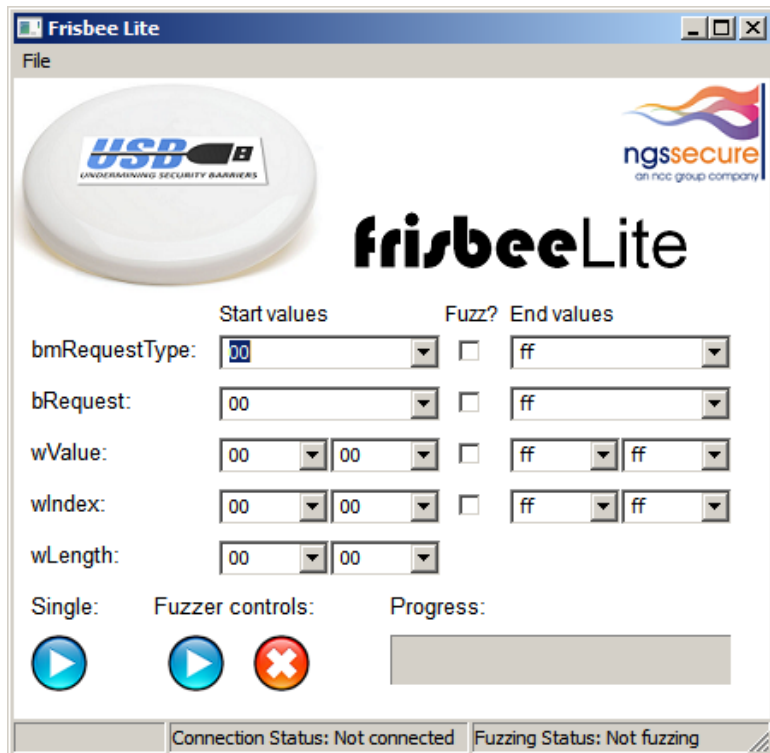 Frisbee Lite
File
USB
UNDERMINING SECURITY BARRIERS
ngssecure
an ncc group company
frisbeeLite
Start values Fuzz? End values
bmRequestType: 00 ff
bRequest: 00 ff
wValue: 00 00 ff ff
wIndex: 00 00 ff ff
wLength: 00 00
Single: Fuzzer controls: Progress:
Connection Status: Not connected Fuzzing Status: Not fuzzing